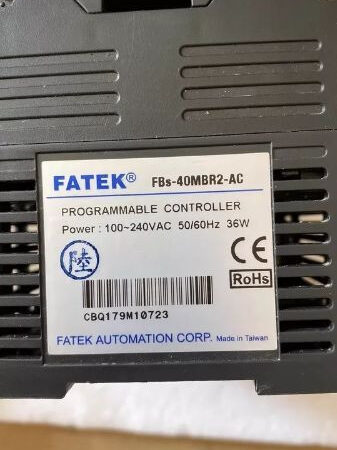 FATEK® FBs-40MBR2-AC
PROGRAMMABLE CONTROLLER
Power : 100~240VAC 50/60Hz 36W
陸
CE
RoHs
CBQ179M10723
FATEK AUTOMATION CORP. Made in Taiwan